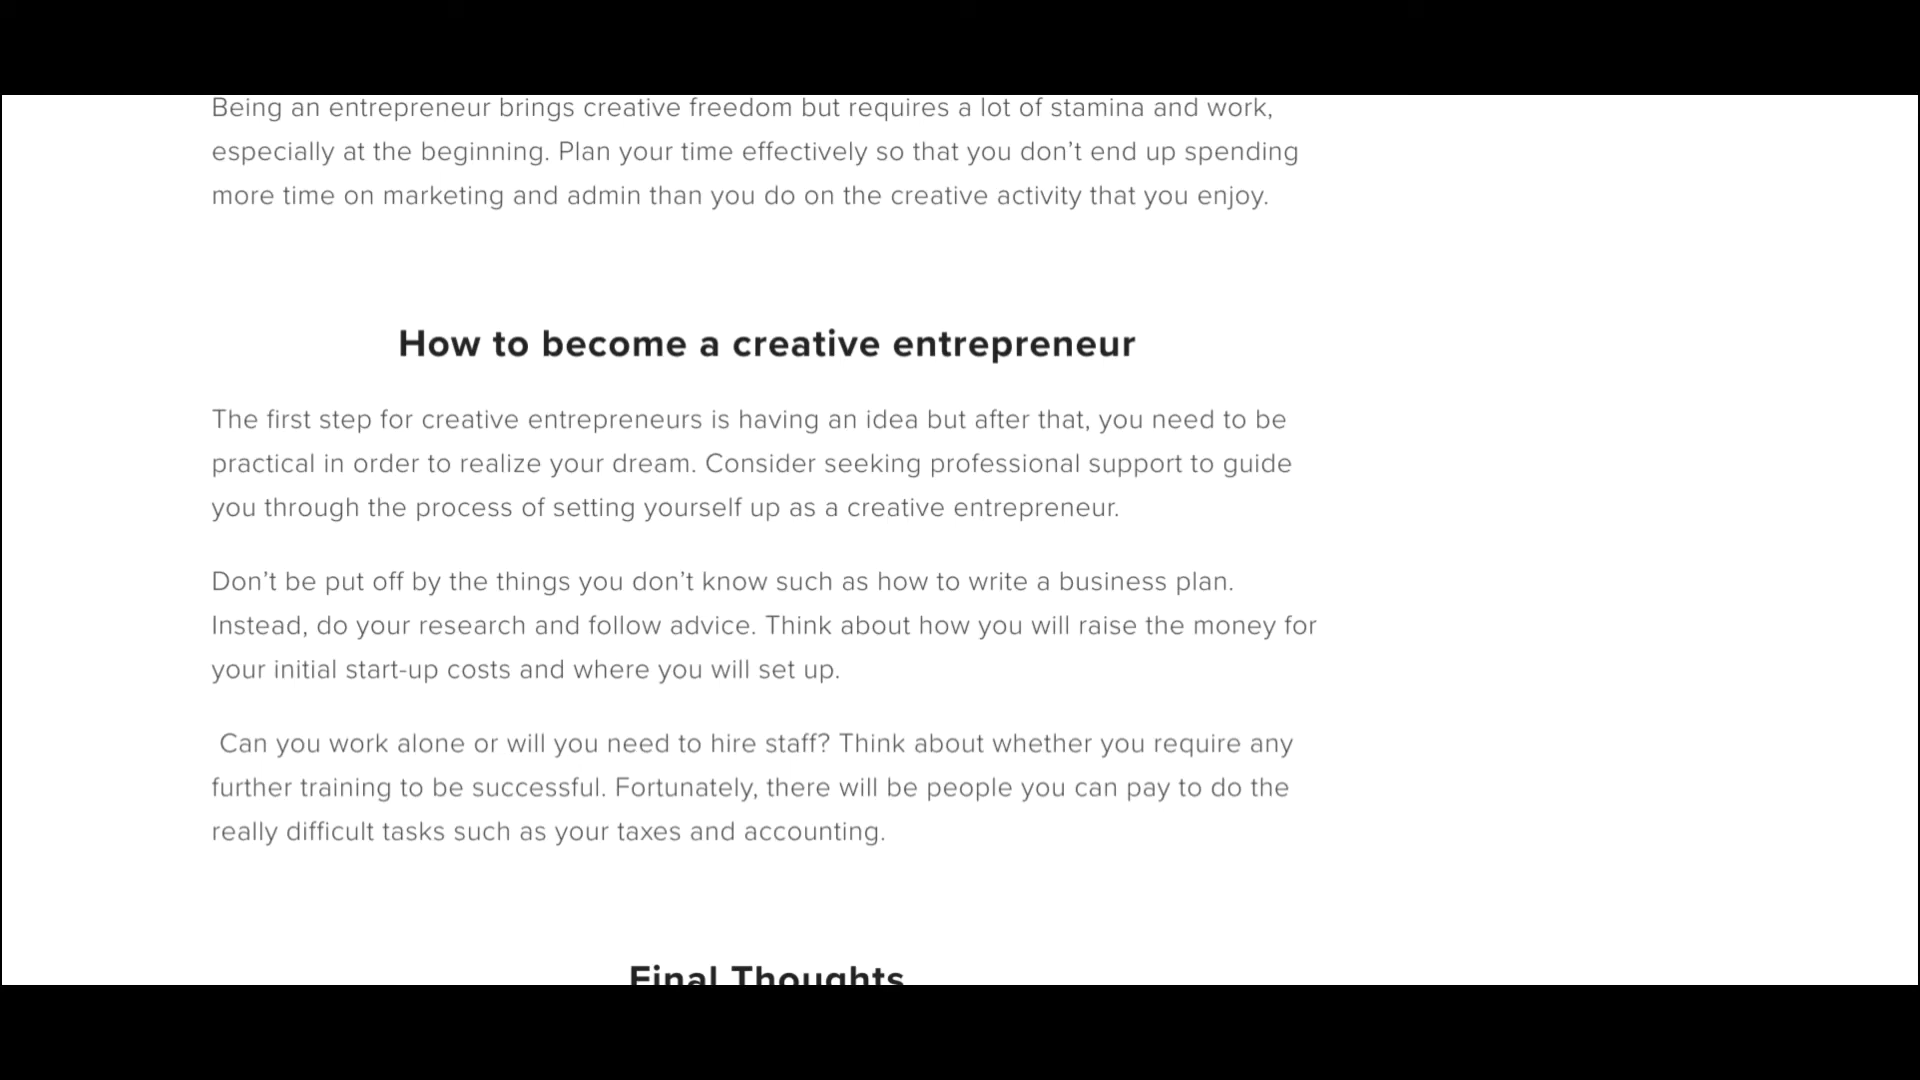 Being an entrepreneur brings creative freedom but requires a lot of stamina and work,
especially at the beginning. Plan your time effectively so that you don’t end up spending
more time on marketing and admin than you do on the creative activity that you enjoy.
How to become a creative entrepreneur
The first step for creative entrepreneurs is having an idea but after that, you need to be
practical in order to realize your dream. Consider seeking professional support to guide
you through the process of setting yourself up as a creative entrepreneur.
Don’t be put off by the things you don’t know such as how to write a business plan.
Instead, do your research and follow advice. Think about how you will raise the money for
your initial start-up costs and where you will set up.
Can you work alone or will you need to hire staff? Think about whether you require any
further training to be successful. Fortunately, there will be people you can pay to do the
really difficult tasks such as your taxes and accounting.
Final Thoughts